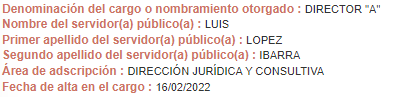 Denominación del cargo o nombramiento otorgado : DIRECTOR "A"
Nombre del servidor(a) público(a) : LUIS
Primer apellido del servidor(a) público(a) : LOPEZ
Segundo apellido del servidor(a) público(a) : IBARRA
Área de adscripción : DIRECCIÓN JURÍDICA Y CONSULTIVA
Fecha de alta en el cargo : 16/02/2022